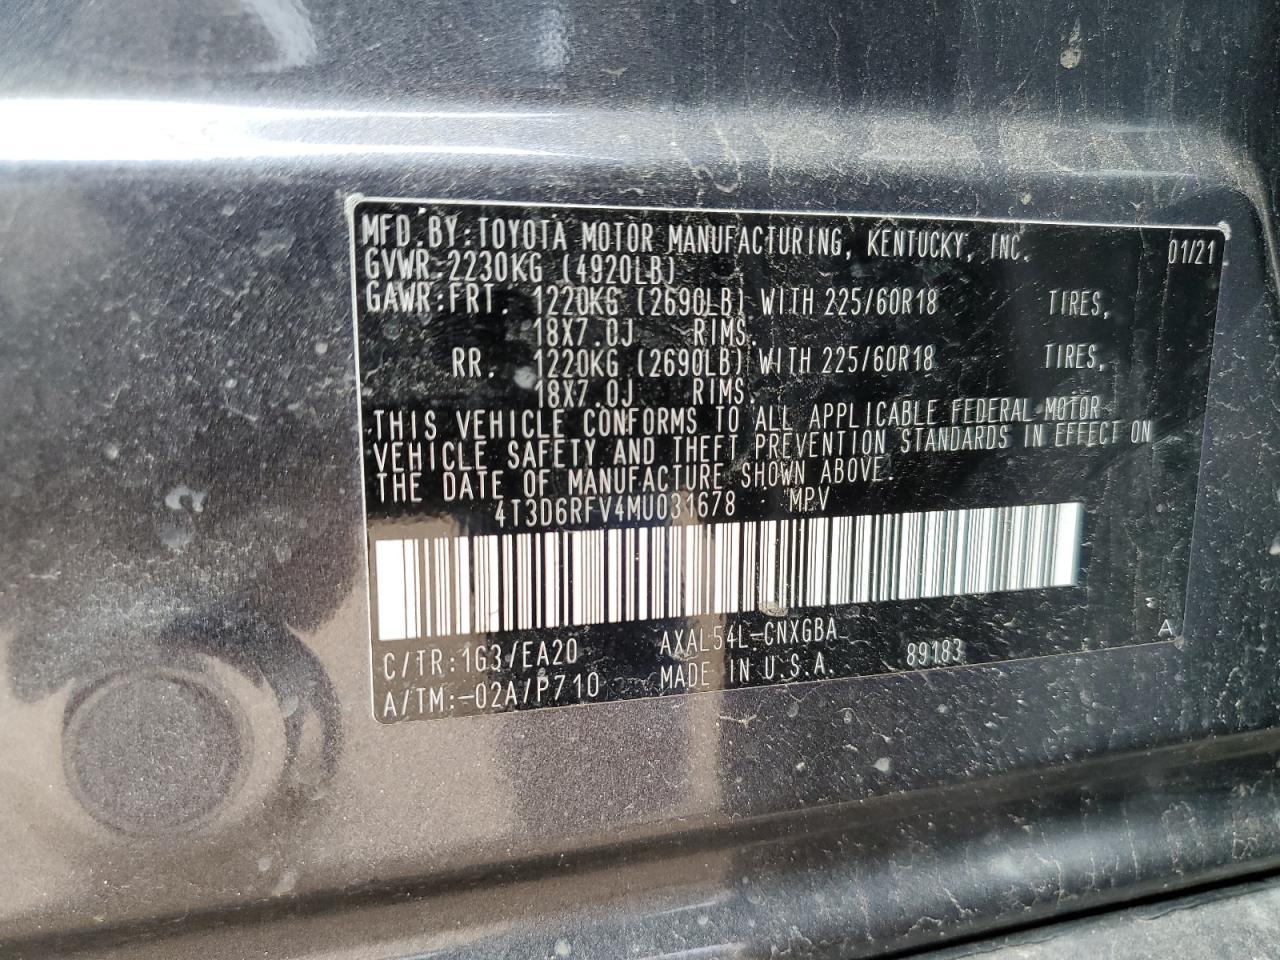 MFD. BY: TOYOTA MOTOR MANUFACTURING, KENTUCKY, INC. 01/21
GVWR:2230KG (4920LB)
GAWR:FRT. 1220KG (2690LB) WITH 225/60R18 TIRES,
18X7.0J RIMS.
RR. 1220KG (2690LB) WITH 225/60R18 TIRES,
18X7.0J RIMS.
THIS VEHICLE CONFORMS TO ALL APPLICABLE FEDERAL MOTOR
VEHICLE SAFETY AND THEFT PREVENTION STANDARDS IN EFFECT ON
THE DATE OF MANUFACTURE SHOWN ABOVE.
4T3D6RFV4MU031678 MPV
C/TR:1G3/EA20 AXAL54L-CNXGBA A
A/TM:-02A/P710 MADE IN U.S.A. 89183